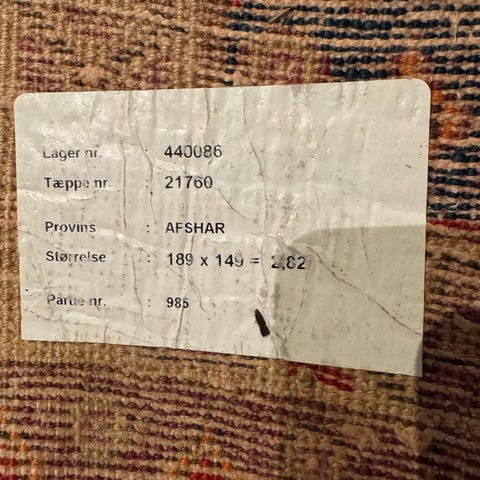 Lager nr. : 440086
Tæppe nr. : 21760
Provins : AFSHAR
Størrelse : 189 x 149 = 2,82
Partie nr. : 985